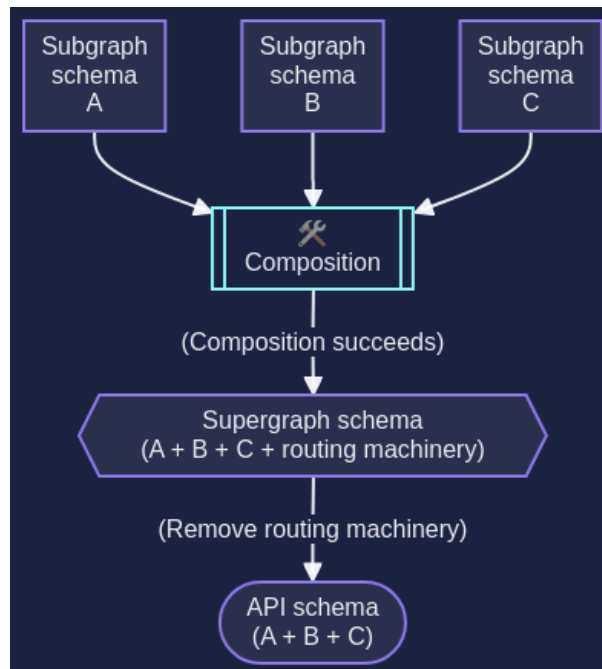 Subgraph
schema
A
Subgraph
schema
B
Subgraph
schema
C
Composition
(Composition succeeds)
Supergraph schema
(A + B + C + routing machinery)
(Remove routing machinery)
API schema
(A + B + C)